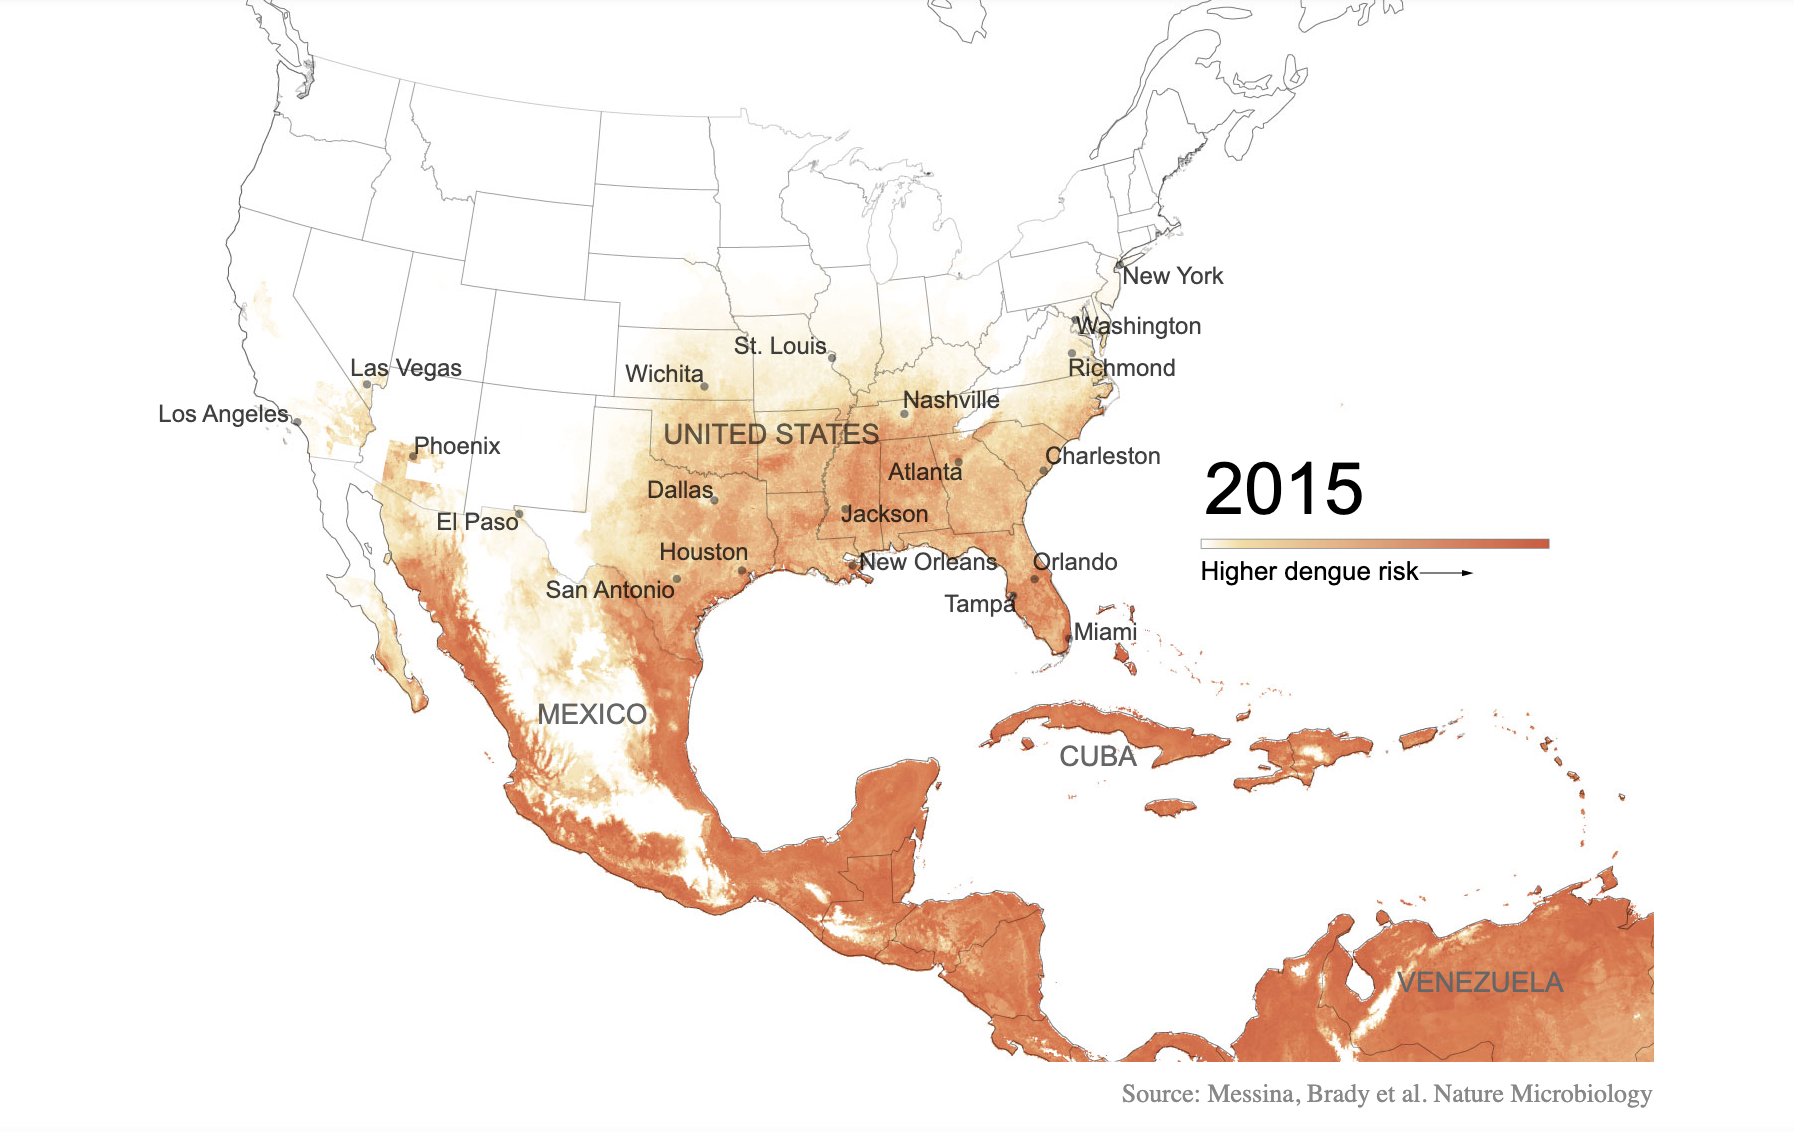 New York
Washington
St. Louis
Las Vegas
Richmond
Wichita
Nashville
Los Angeles
UNITED STATES
Phoenix
Charleston
Atlanta
2015
Dallas
Jackson
El Paso
Houston
New Orleans
Orlando
Higher dengue risk
San Antonio
Tampa
Miami
MEXICO
CUBA
VENEZUELA
Source: Messina, Brady et al. Nature Microbiology